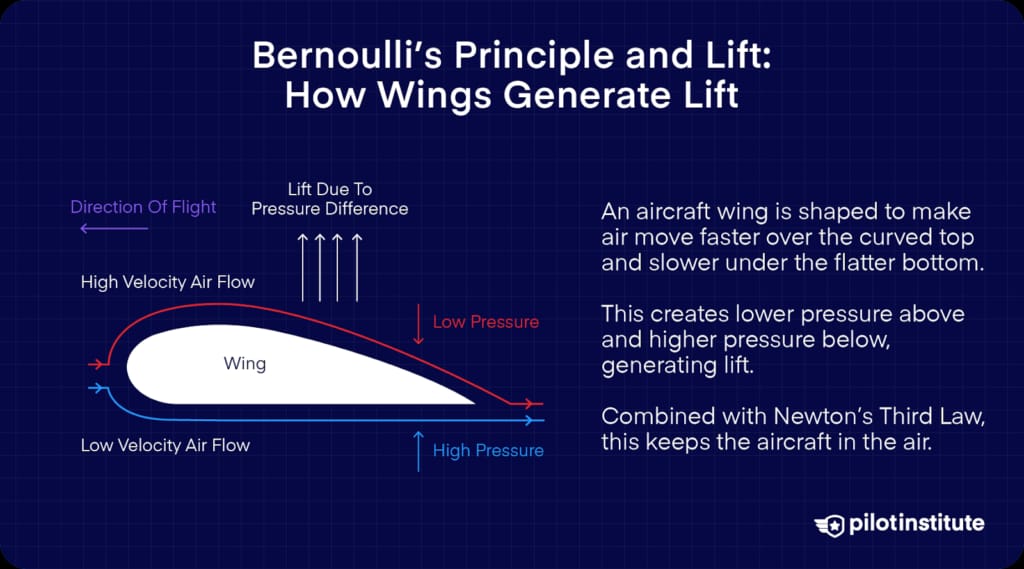 Bernoulli's Principle and Lift:
How Wings Generate Lift
Direction Of Flight
Lift Due To
Pressure Difference
High Velocity Air Flow
Low Pressure
Wing
Low Velocity Air Flow
High Pressure
An aircraft wing is shaped to make
air move faster over the curved top
and slower under the flatter bottom.
This creates lower pressure above
and higher pressure below,
generating lift.
Combined with Newton's Third Law,
this keeps the aircraft in the air.
pilotinstitute